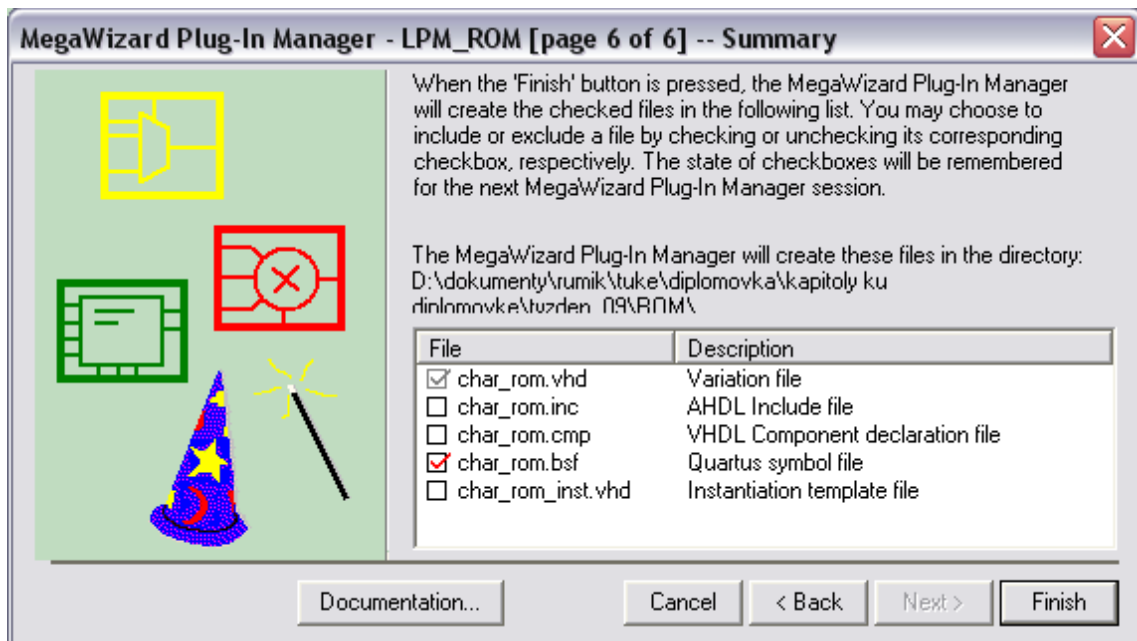 MegaWizard Plug-In Manager - LPM_ROM [page 6 of 6] -- Summary
When the 'Finish' button is pressed, the MegaWizard Plug-In Manager
will create the checked files in the following list. You may choose to
include or exclude a file by checking or unchecking its corresponding
checkbox, respectively. The state of checkboxes will be remembered
for the next MegaWizard Plug-In Manager session.
The MegaWizard Plug-In Manager will create these files in the directory:
D:\dokumenty\rumik\tuke\diplomovka\kapitoly ku
diplomovke\tyzden_09\ROM\
File Description
char_rom.vhd Variation file
char_rom.inc AHDL Include file
char_rom.cmp VHDL Component declaration file
char_rom.bsf Quartus symbol file
char_rom_inst.vhd Instantiation template file
Documentation... Cancel < Back Next > Finish